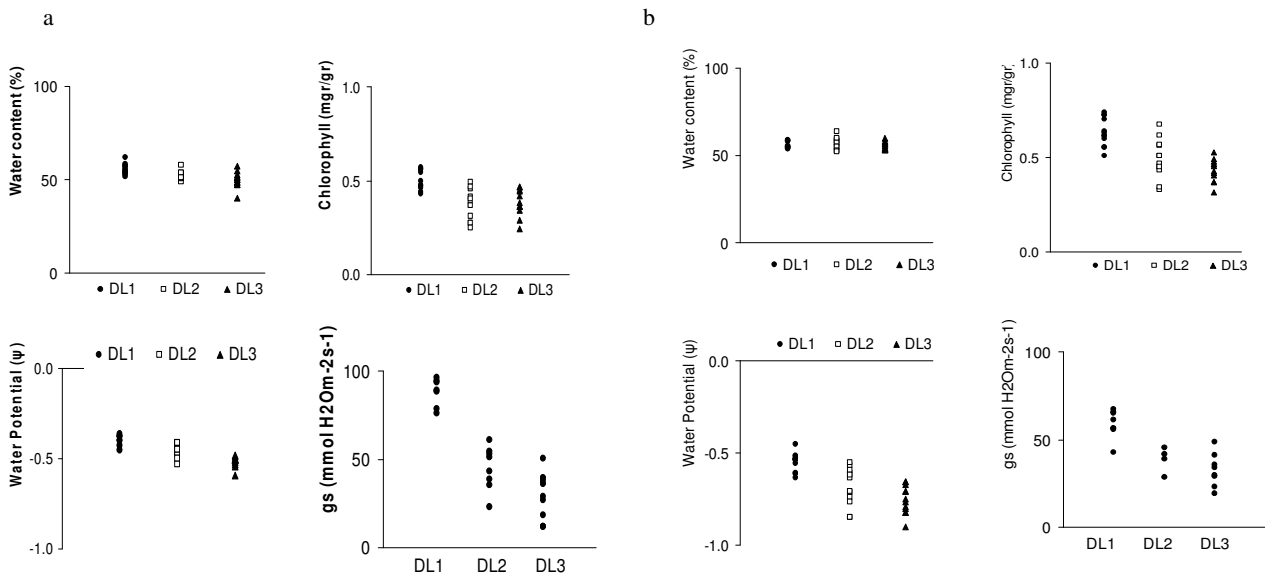 a
Water content (%)
100
50
0
● DL1 □ DL2 ▲ DL3
Chlorophyll (mgr/gr)
1.0
0.5
0.0
● DL1 □ DL2 ▲ DL3
● DL1 □ DL2 ▲ DL3
Water Potential (ψ)
0.0
-0.5
-1.0
gs (mmol H2Om-2s-1)
100
50
0
DL1 DL2 DL3
b
Water content (%)
100
50
0
● DL1 □ DL2 ▲ DL3
Chlorophyll (mgr/gr)
1.0
0.5
0.0
● DL1 □ DL2 ▲ DL3
● DL1 □ DL2 ▲ DL3
Water Potential (ψ)
0.0
-0.5
-1.0
gs (mmol H2Om-2s-1)
100
50
0
DL1 DL2 DL3